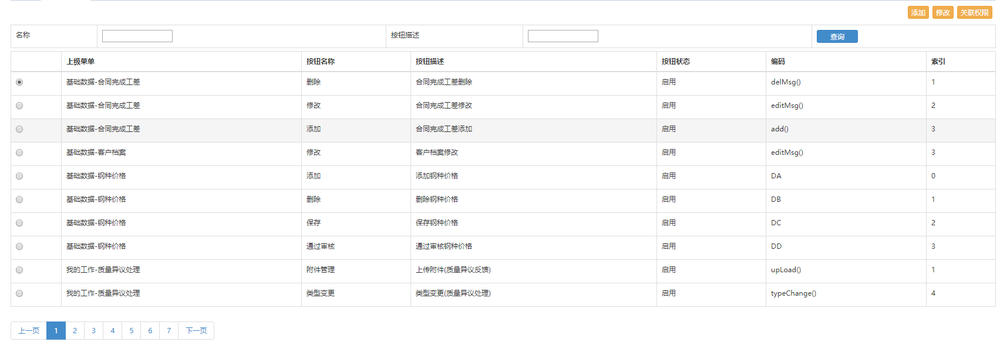 添加 修改 关联权限
名称 按钮描述 查询
上级菜单 按钮名称 按钮描述 按钮状态 编码 索引
基础数据-合同完成工差 删除 合同完成工差删除 启用 delMsg() 1
基础数据-合同完成工差 修改 合同完成工差修改 启用 editMsg() 2
基础数据-合同完成工差 添加 合同完成工差添加 启用 add() 3
基础数据-客户档案 修改 客户档案修改 启用 editMsg() 3
基础数据-钢种价格 添加 添加钢种价格 启用 DA 0
基础数据-钢种价格 删除 删除钢种价格 启用 DB 1
基础数据-钢种价格 保存 保存钢种价格 启用 DC 2
基础数据-钢种价格 通过审核 通过审核钢种价格 启用 DD 3
我的工作-质量异议处理 附件管理 上传附件(质量异议反馈) 启用 upLoad() 1
我的工作-质量异议处理 类型变更 类型变更(质量异议处理) 启用 typeChange() 4
上一页 1 2 3 4 5 6 7 下一页